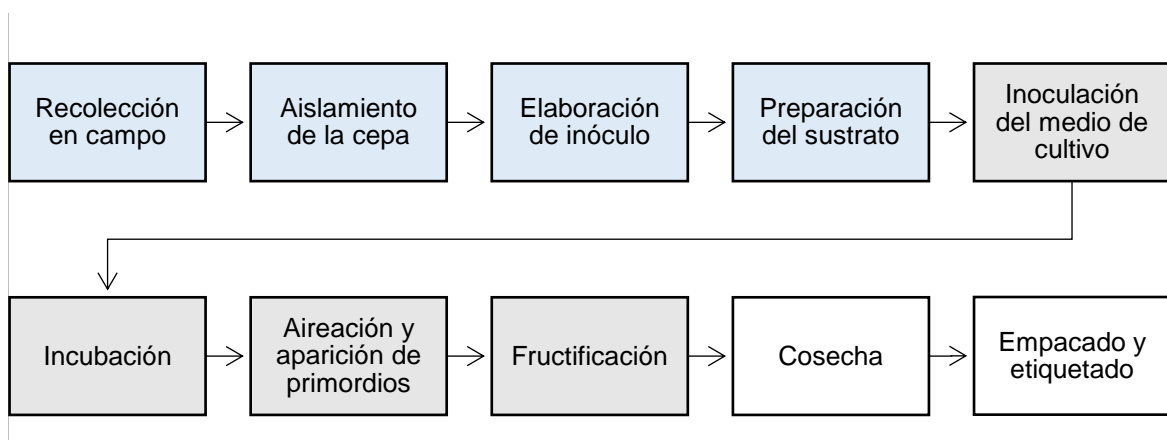 Recolección
en campo
Aislamiento
de la cepa
Elaboración
de inóculo
Preparación
del sustrato
Inoculación
del medio de
cultivo
Incubación
Aireación y
aparición de
primordios
Fructificación
Cosecha
Empacado y
etiquetado